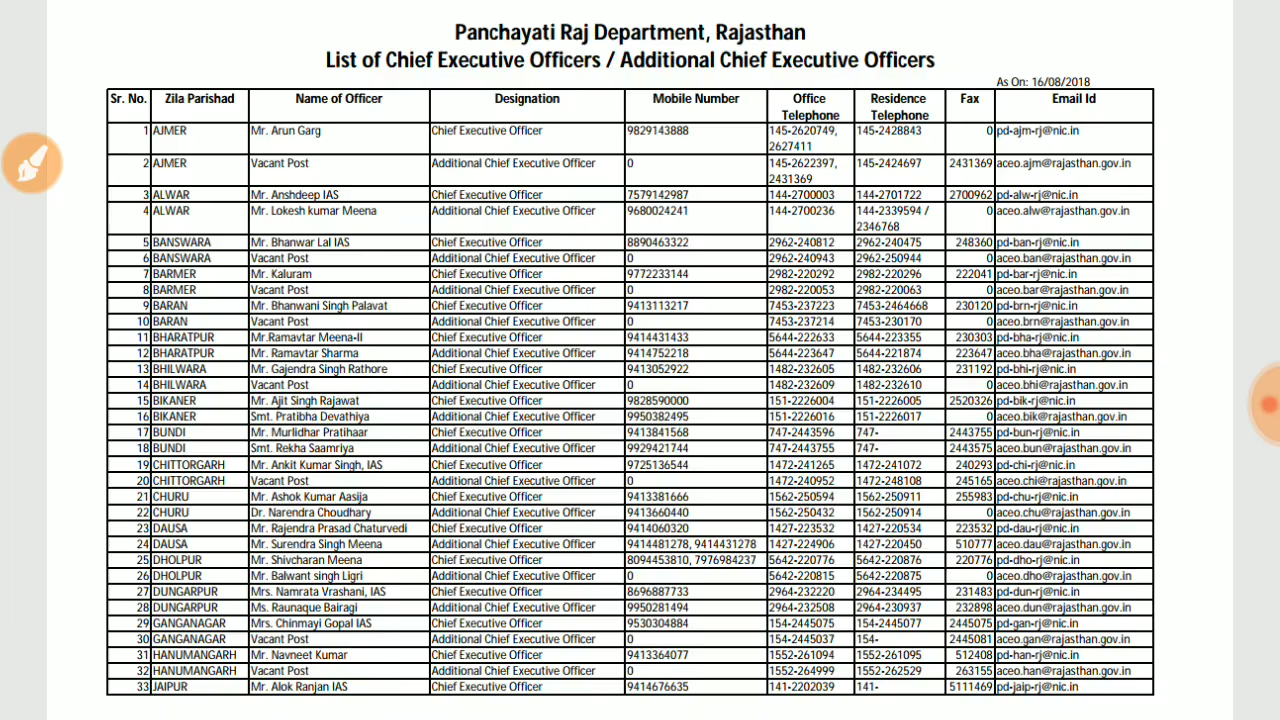 Panchayati Raj Department, Rajasthan
List of Chief Executive Officers / Additional Chief Executive Officers
As On: 16/08/2018
Sr. No. Zila Parishad Name of Officer Designation Mobile Number Office Telephone Residence Telephone Fax Email Id
1 AJMER Mr. Arun Garg Chief Executive Officer 9829143888 145-2620749, 2627411 145-2428843 0 pd-ajm-rj@nic.in
2 AJMER Vacant Post Additional Chief Executive Officer 0 145-2622397, 2431369 145-2424697 2431369 aceo.ajm@rajasthan.gov.in
3 ALWAR Mr. Anshdeep IAS Chief Executive Officer 7579142987 144-2700003 144-2701722 2700962 pd-alw-rj@nic.in
4 ALWAR Mr. Lokesh kumar Meena Additional Chief Executive Officer 9680024241 144-2700236 144-2339594 / 2346768 0 aceo.alw@rajasthan.gov.in
5 BANSWARA Mr. Bhanwar Lal IAS Chief Executive Officer 8890463322 2962-240812 2962-240475 248360 pd-ban-rj@nic.in
6 BANSWARA Vacant Post Additional Chief Executive Officer 0 2962-240943 2962-250944 0 aceo.ban@rajasthan.gov.in
7 BARMER Mr. Kaluram Chief Executive Officer 9772233144 2982-220292 2982-220296 222041 pd-bar-rj@nic.in
8 BARMER Vacant Post Additional Chief Executive Officer 0 2982-220053 2982-220063 0 aceo.bar@rajasthan.gov.in
9 BARAN Mr. Bhanwani Singh Palavat Chief Executive Officer 9413113217 7453-237223 7453-2464668 230120 pd-brn-rj@nic.in
10 BARAN Vacant Post Additional Chief Executive Officer 0 7453-237214 7453-230170 0 aceo.brn@rajasthan.gov.in
11 BHARATPUR Mr.Ramavtar Meena-II Chief Executive Officer 9414431433 5644-222633 5644-223355 230303 pd-bha-rj@nic.in
12 BHARATPUR Mr. Ramavtar Sharma Additional Chief Executive Officer 9414752218 5644-223647 5644-221874 223647 aceo.bha@rajasthan.gov.in
13 BHILWARA Mr. Gajendra Singh Rathore Chief Executive Officer 9413052922 1482-232605 1482-232606 231192 pd-bhi-rj@nic.in
14 BHILWARA Vacant Post Additional Chief Executive Officer 0 1482-232609 1482-232610 0 aceo.bhi@rajasthan.gov.in
15 BIKANER Mr. Ajit Singh Rajawat Chief Executive Officer 9828590000 151-2226004 151-2226005 2520326 pd-bik-rj@nic.in
16 BIKANER Smt. Pratibha Devathiya Additional Chief Executive Officer 9950382495 151-2226016 151-2226017 0 aceo.bik@rajasthan.gov.in
17 BUNDI Mr. Murlidhar Pratihaar Chief Executive Officer 9413841568 747-2443596 747- 2443755 pd-bun-rj@nic.in
18 BUNDI Smt. Rekha Saamriya Additional Chief Executive Officer 9929421744 747-2443755 747- 2443575 aceo.bun@rajasthan.gov.in
19 CHITTORGARH Mr. Ankit Kumar Singh, IAS Chief Executive Officer 9725136544 1472-241265 1472-241072 240293 pd-chi-rj@nic.in
20 CHITTORGARH Vacant Post Additional Chief Executive Officer 0 1472-240952 1472-248108 245165 aceo.chi@rajasthan.gov.in
21 CHURU Mr. Ashok Kumar Aasija Chief Executive Officer 9413381666 1562-250594 1562-250911 255983 pd-chu-rj@nic.in
22 CHURU Dr. Narendra Choudhary Additional Chief Executive Officer 9413660440 1562-250432 1562-250914 0 aceo.chu@rajasthan.gov.in
23 DAUSA Mr. Rajendra Prasad Chaturvedi Chief Executive Officer 9414060320 1427-223532 1427-220534 223532 pd-dau-rj@nic.in
24 DAUSA Mr. Surendra Singh Meena Additional Chief Executive Officer 9414481278, 9414431278 1427-224906 1427-220450 510777 aceo.dau@rajasthan.gov.in
25 DHOLPUR Mr. Shivcharan Meena Chief Executive Officer 8094453810, 7976984237 5642-220776 5642-220876 220776 pd-dho-rj@nic.in
26 DHOLPUR Mr. Balwant singh Ligri Additional Chief Executive Officer 0 5642-220815 5642-220875 0 aceo.dho@rajasthan.gov.in
27 DUNGARPUR Mrs. Namrata Vrashani, IAS Chief Executive Officer 8696887733 2964-232220 2964-234495 231483 pd-dun-rj@nic.in
28 DUNGARPUR Ms. Raunaque Bairagi Additional Chief Executive Officer 9950281494 2964-232508 2964-230937 232898 aceo.dun@rajasthan.gov.in
29 GANGANAGAR Mrs. Chinmayi Gopal IAS Chief Executive Officer 9530304884 154-2445075 154-2445077 2445075 pd-gan-rj@nic.in
30 GANGANAGAR Vacant Post Additional Chief Executive Officer 0 154-2445037 154- 2445081 aceo.gan@rajasthan.gov.in
31 HANUMANGARH Mr. Navneet Kumar Chief Executive Officer 9413364077 1552-261094 1552-261095 512408 pd-han-rj@nic.in
32 HANUMANGARH Vacant Post Additional Chief Executive Officer 0 1552-264999 1552-262529 263155 aceo.han@rajasthan.gov.in
33 JAIPUR Mr. Alok Ranjan IAS Chief Executive Officer 9414676635 141-2202039 141- 5111469 pd-jaip-rj@nic.in